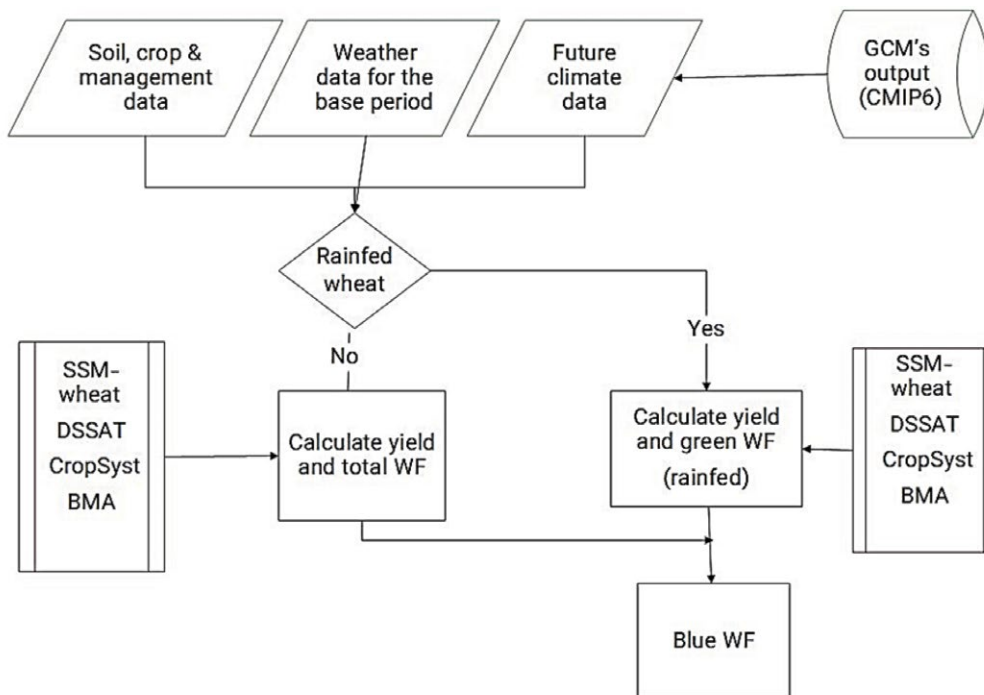 Soil, crop &
management
data
Weather
data for the
base period
Future
climate
data
GCM's
output
(CMIP6)
Rainfed
wheat
No
Yes
SSM-
wheat
DSSAT
CropSyst
BMA
Calculate yield
and total WF
Calculate yield
and green WF
(rainfed)
SSM-
wheat
DSSAT
CropSyst
BMA
Blue WF